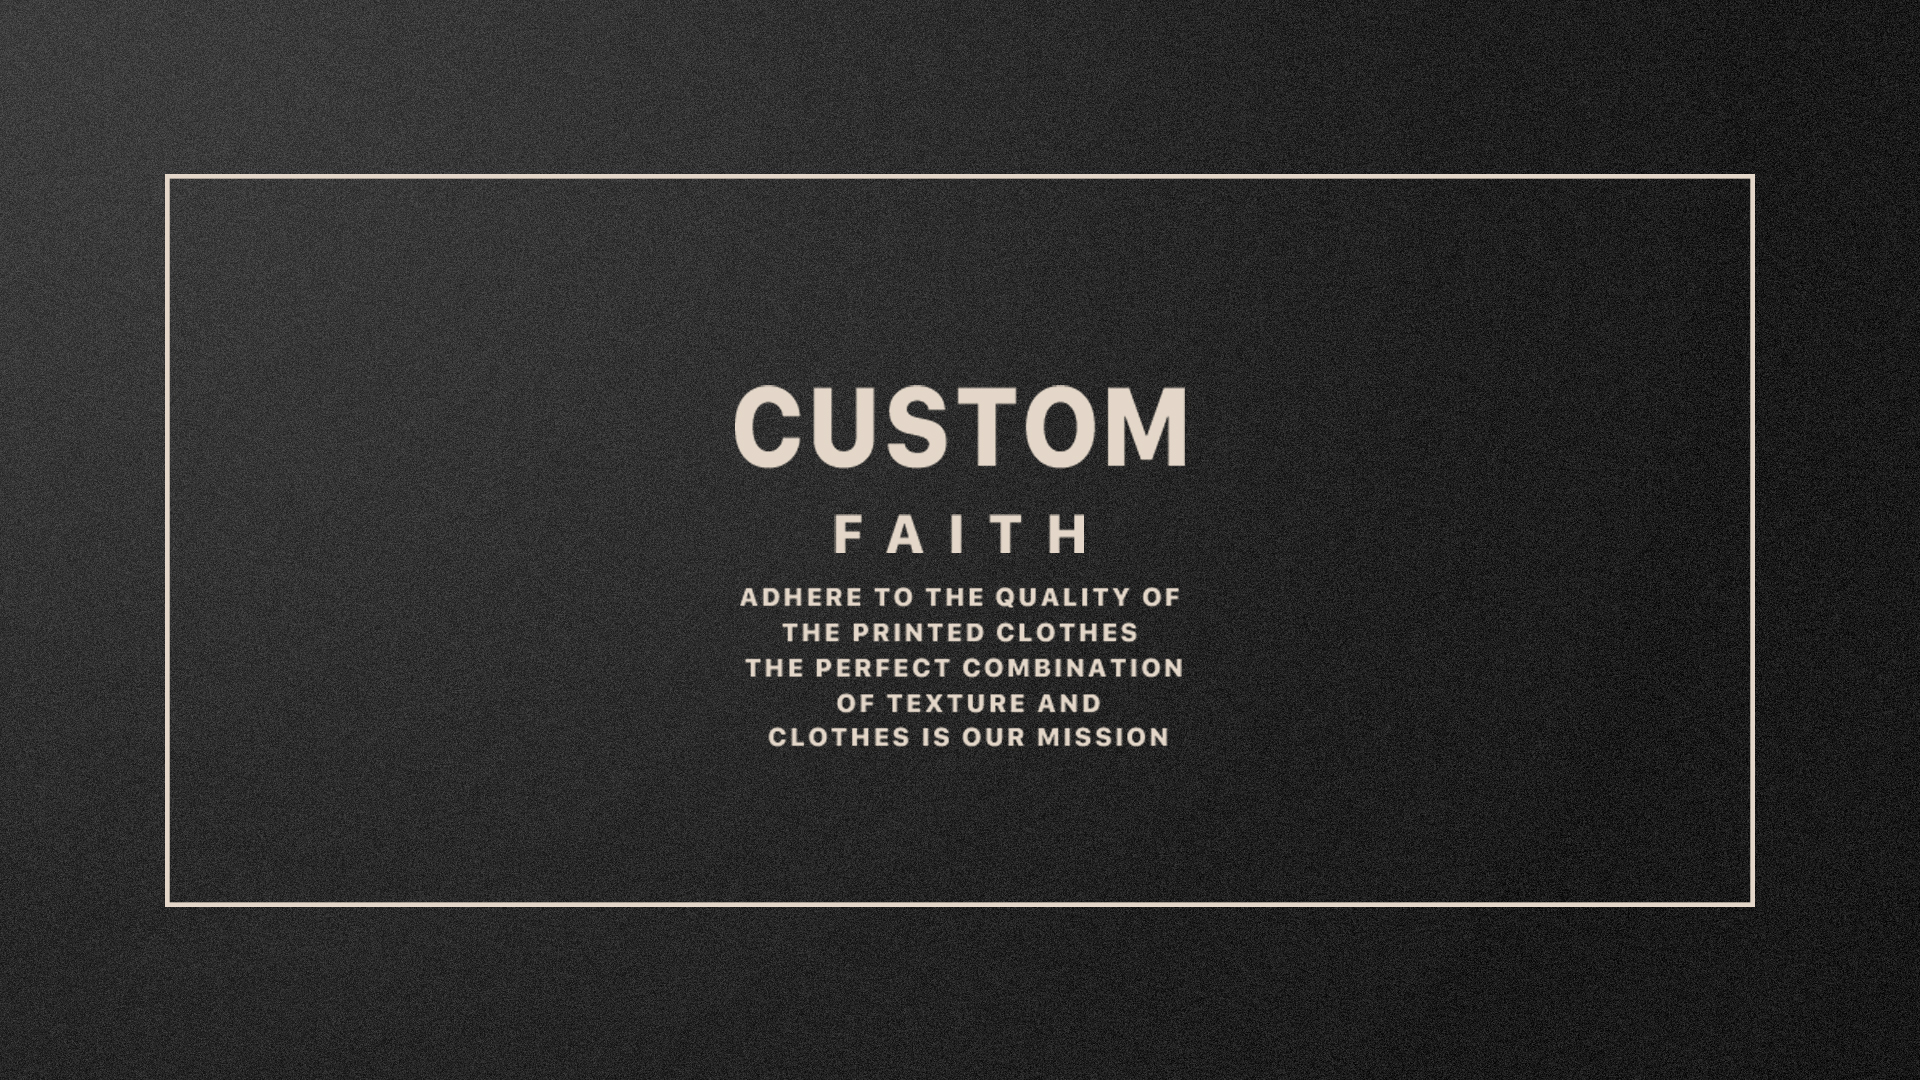 CUSTOM
FAITH
ADHERE TO THE QUALITY OF
THE PRINTED CLOTHES
THE PERFECT COMBINATION
OF TEXTURE AND
CLOTHES IS OUR MISSION